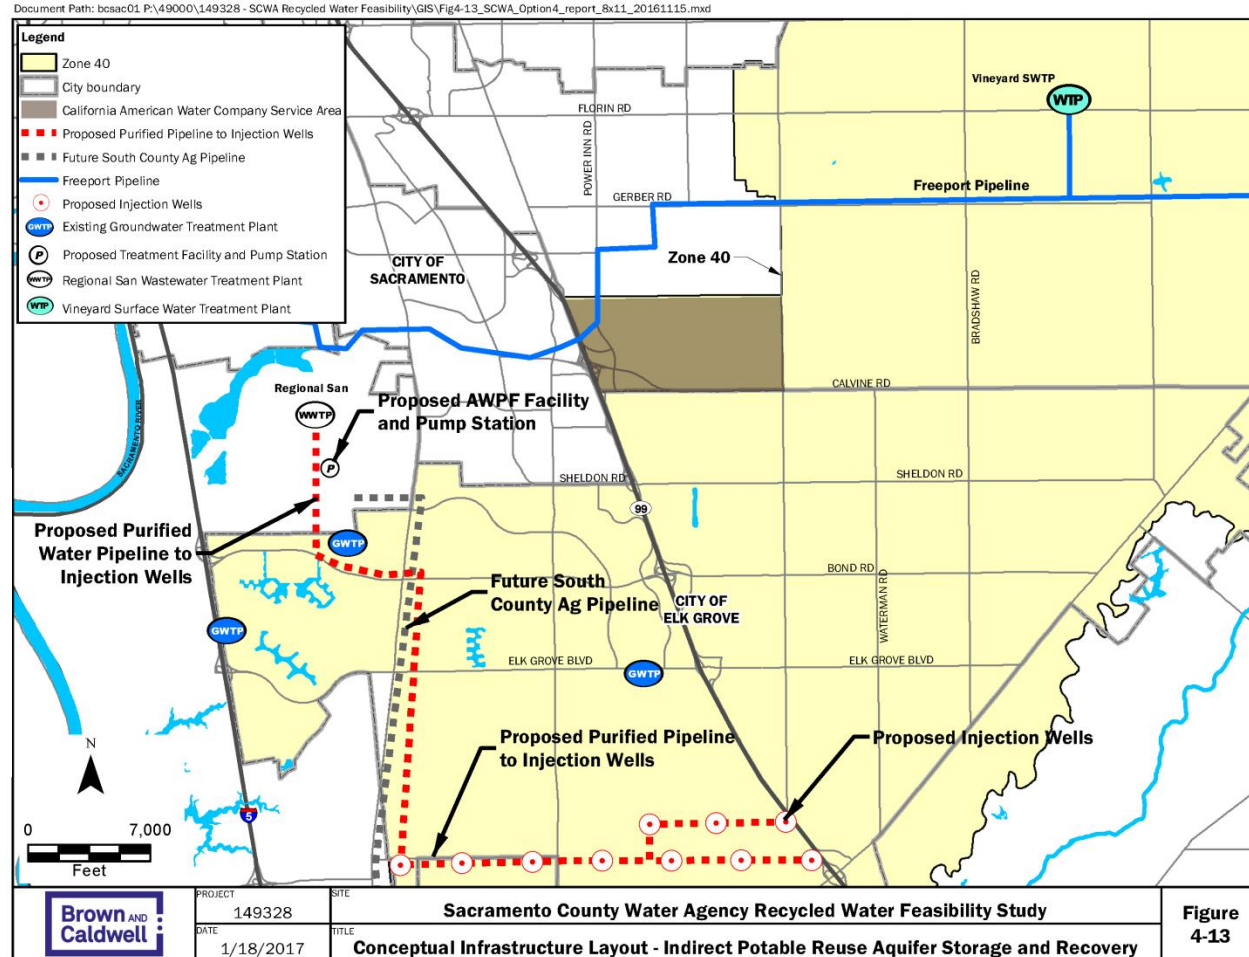 Document Path: bcsac01 P:\49000\149328 - SCWA Recycled Water Feasibility\GIS\Fig4-13_SCWA_Option4_report_8x11_20161115.mxd
Legend
Zone 40
City boundary
California American Water Company Service Area
Proposed Purified Pipeline to Injection Wells
Future South County Ag Pipeline
Freeport Pipeline
Proposed Injection Wells
GWTP Existing Groundwater Treatment Plant
P Proposed Treatment Facility and Pump Station
WWTP Regional San Wastewater Treatment Plant
WTP Vineyard Surface Water Treatment Plant
Vineyard SWTP
WTP
FLORIN RD
POWER INN RD
GERBER RD
Freeport Pipeline
Zone 40
CITY OF
SACRAMENTO
BRADSHAW RD
CALVINE RD
SACRAMENTO RIVER
Regional San
WWTP
Proposed AWPF Facility
and Pump Station
P
SHELDON RD
SHELDON RD
99
Proposed Purified
Water Pipeline to
Injection Wells
GWTP
Future South
County Ag Pipeline
BOND RD
WATERMAN RD
CITY OF
ELK GROVE
GWTP
ELK GROVE BLVD
ELK GROVE BLVD
GWTP
Proposed Purified Pipeline
to Injection Wells
Proposed Injection Wells
N
5
0 7,000
Feet
Brown AND
Caldwell
PROJECT
149328
DATE
1/18/2017
SITE
Sacramento County Water Agency Recycled Water Feasibility Study
TITLE
Conceptual Infrastructure Layout - Indirect Potable Reuse Aquifer Storage and Recovery
Figure
4-13